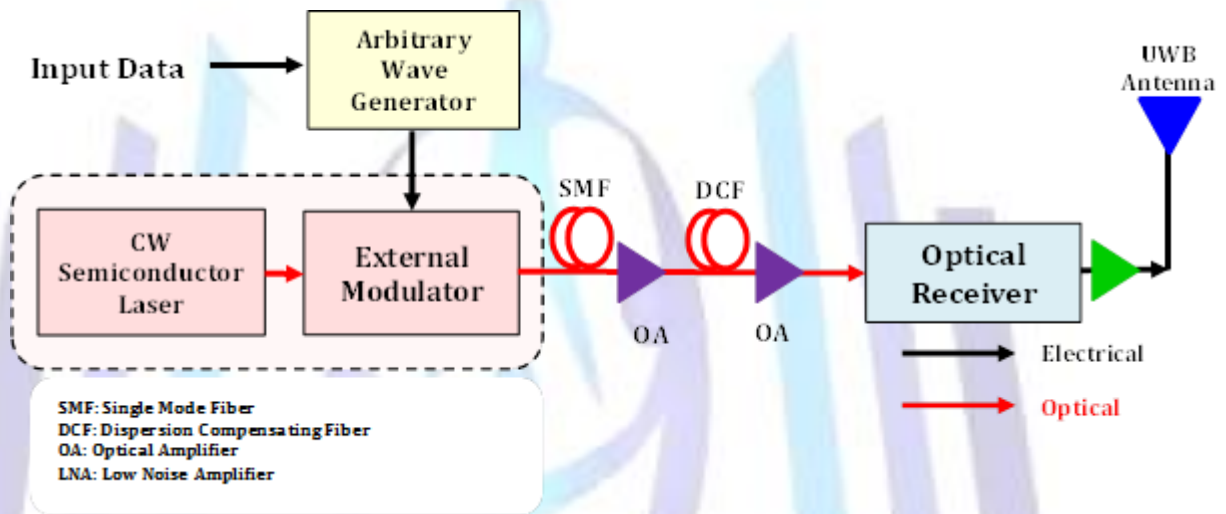 Input Data
Arbitrary
Wave
Generator
UWB
Antenna
CW
Semiconductor
Laser
External
Modulator
SMF
DCF
OA
OA
Optical
Receiver
Electrical
Optical
SMF: Single Mode Fiber
DCF: Dispersion Compensating Fiber
OA: Optical Amplifier
LNA: Low Noise Amplifier